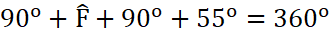 90º + F̂ + 90º + 55º = 360º